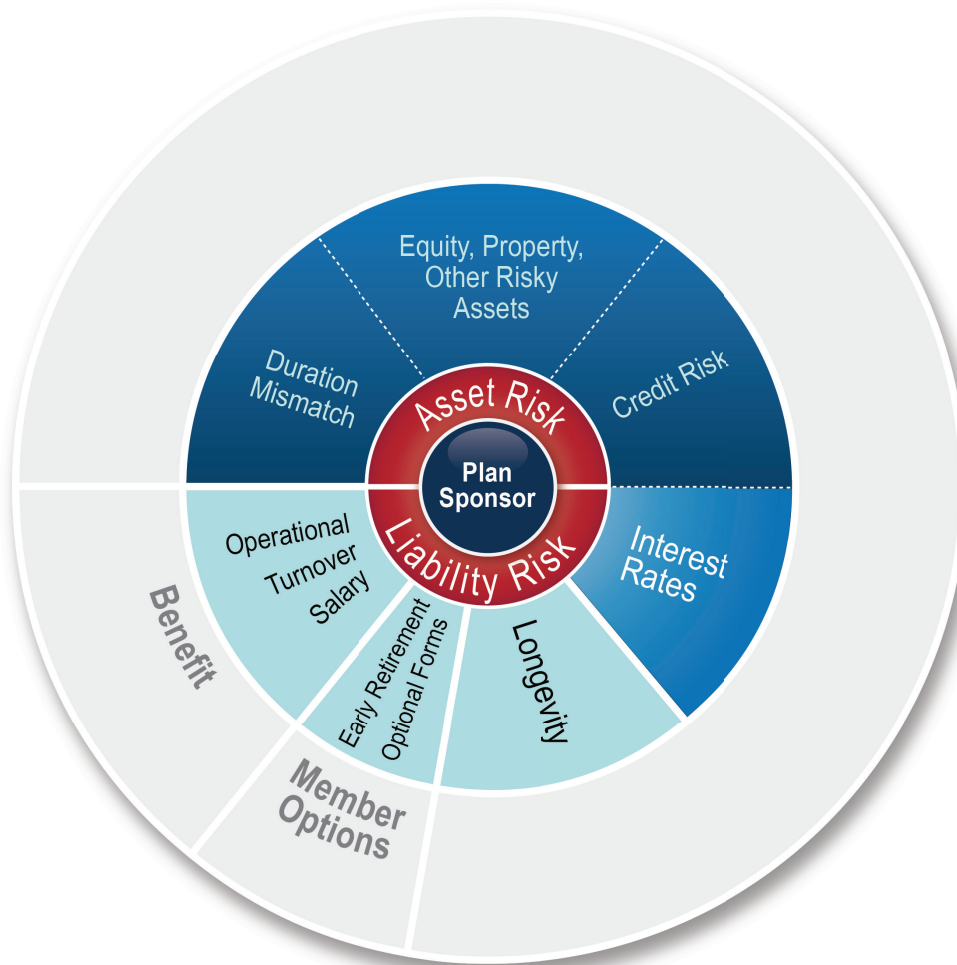 Equity, Property,
Other Risky
Assets
Duration
Mismatch
Credit Risk
Asset Risk
Plan
Sponsor
Liability Risk
Interest
Rates
Operational
Turnover
Salary
Early Retirement
Optional Forms
Longevity
Benefit
Member
Options